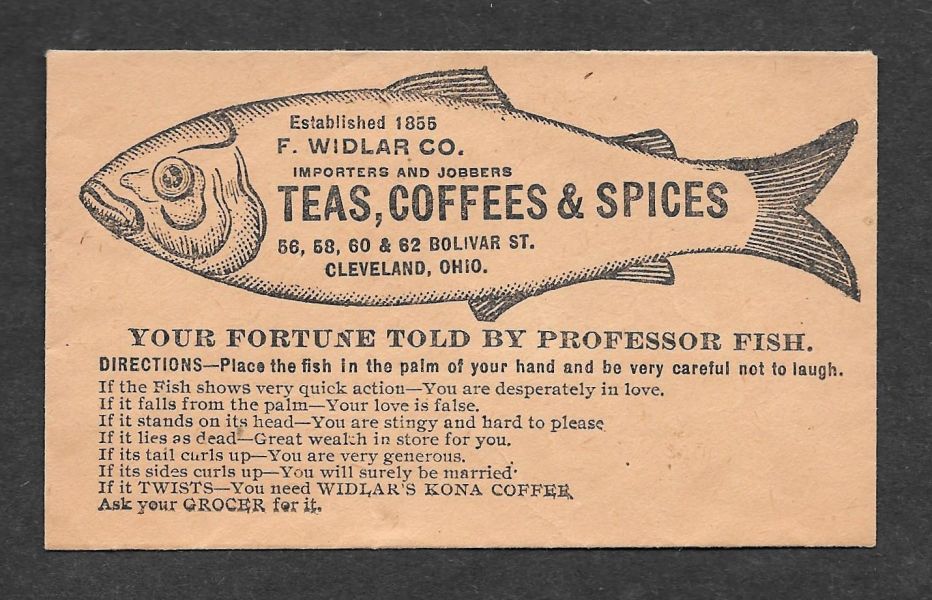 Established 1855
F. WIDLAR CO.
IMPORTERS AND JOBBERS
TEAS, COFFEES & SPICES
56, 58, 60 & 62 BOLIVAR ST.
CLEVELAND, OHIO.
YOUR FORTUNE TOLD BY PROFESSOR FISH.
DIRECTIONS—Place the fish in the palm of your hand and be very careful not to laugh.
If the Fish shows very quick action—You are desperately in love.
If it falls from the palm—Your love is false.
If it stands on its head—You are stingy and hard to please
If it lies as dead—Great wealth in store for you.
If its tail curls up—You are very generous.
If its sides curls up—You will surely be married·
If it TWISTS—You need WIDLAR'S KONA COFFEE
Ask your GROCER for it.